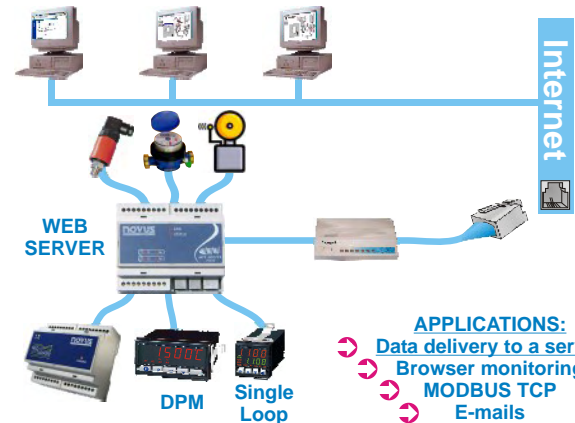 Internet
WEB
SERVER
novus
DPM
Single
Loop
APPLICATIONS:
Data delivery to a ser
Browser monitoring
MODBUS TCP
E-mails